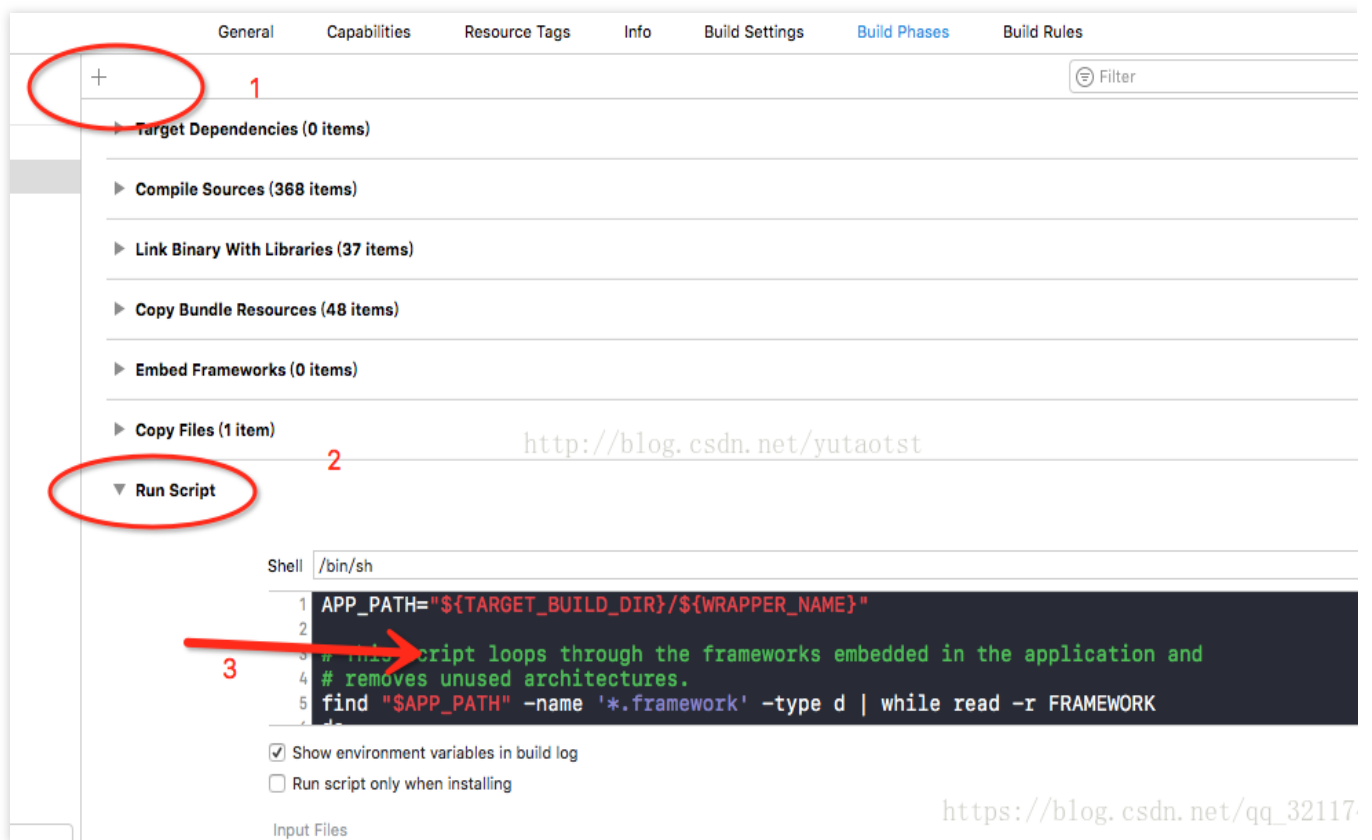 General Capabilities Resource Tags Info Build Settings Build Phases Build Rules
+ Filter
1
Target Dependencies (0 items)
Compile Sources (368 items)
Link Binary With Libraries (37 items)
Copy Bundle Resources (48 items)
Embed Frameworks (0 items)
Copy Files (1 item)
http://blog.csdn.net/yutaotst
2
Run Script
Shell /bin/sh
1 APP_PATH="${TARGET_BUILD_DIR}/${WRAPPER_NAME}"
2
3 # This script loops through the frameworks embedded in the application and
3
4 # removes unused architectures.
5 find "$APP_PATH" -name '*.framework' -type d | while read -r FRAMEWORK
Show environment variables in build log
Run script only when installing
https://blog.csdn.net/qq_32117
Input Files